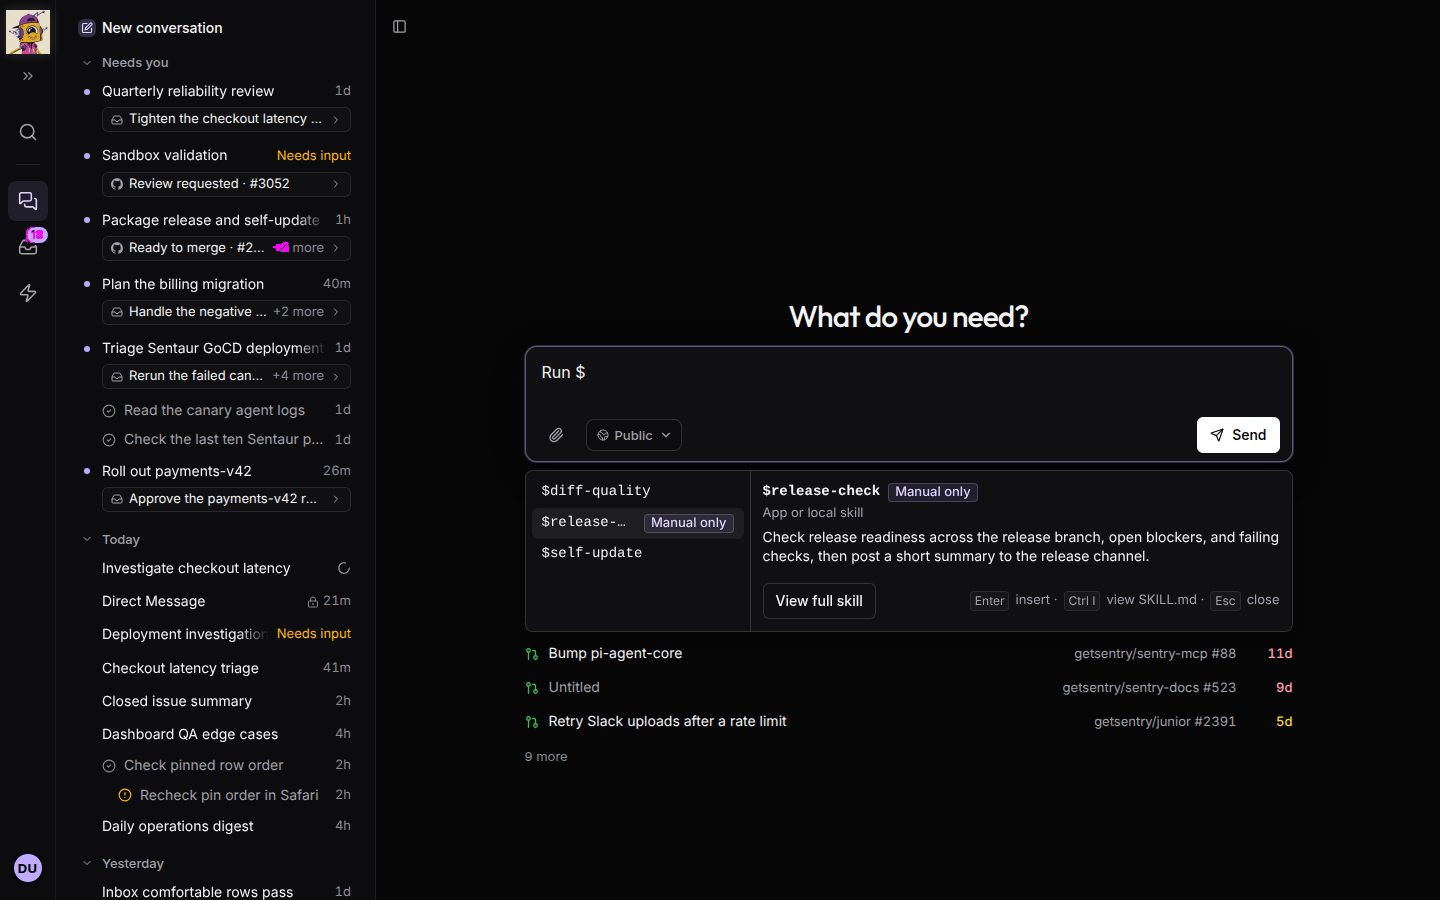 New conversation
Needs you
Quarterly reliability review 1d
Tighten the checkout latency ...
Sandbox validation Needs input
Review requested · #3052
Package release and self-update 1h
Ready to merge · #2... more
Plan the billing migration 40m
Handle the negative ... +2 more
Triage Sentaur GoCD deployment 1d
Rerun the failed can... +4 more
Read the canary agent logs 1d
Check the last ten Sentaur p... 1d
Roll out payments-v42 26m
Approve the payments-v42 r...
Today
Investigate checkout latency
Direct Message 21m
Deployment investigation Needs input
Checkout latency triage 41m
Closed issue summary 2h
Dashboard QA edge cases 4h
Check pinned row order 2h
Recheck pin order in Safari 2h
Daily operations digest 4h
Yesterday
Inbox comfortable rows pass 1d
DU
What do you need?
Run $
Public
Send
$diff-quality
$release-… Manual only
$self-update
$release-check Manual only
App or local skill
Check release readiness across the release branch, open blockers, and failing
checks, then post a short summary to the release channel.
View full skill
Enter insert · Ctrl I view SKILL.md · Esc close
Bump pi-agent-core getsentry/sentry-mcp #88 11d
Untitled getsentry/sentry-docs #523 9d
Retry Slack uploads after a rate limit getsentry/junior #2391 5d
9 more